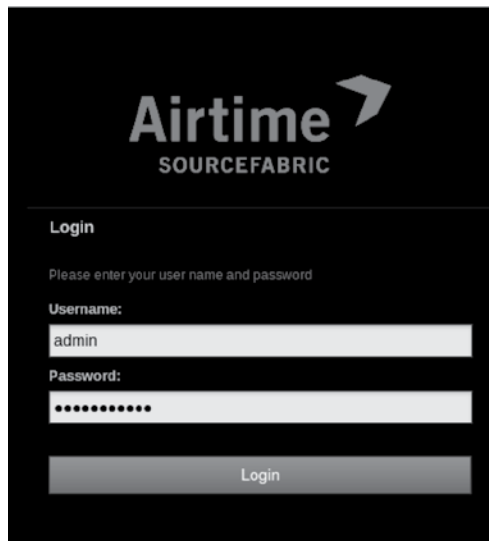 Airtime
SOURCEFABRIC
Login
Please enter your user name and password
Username:
admin
Password:
•••••••••••
Login